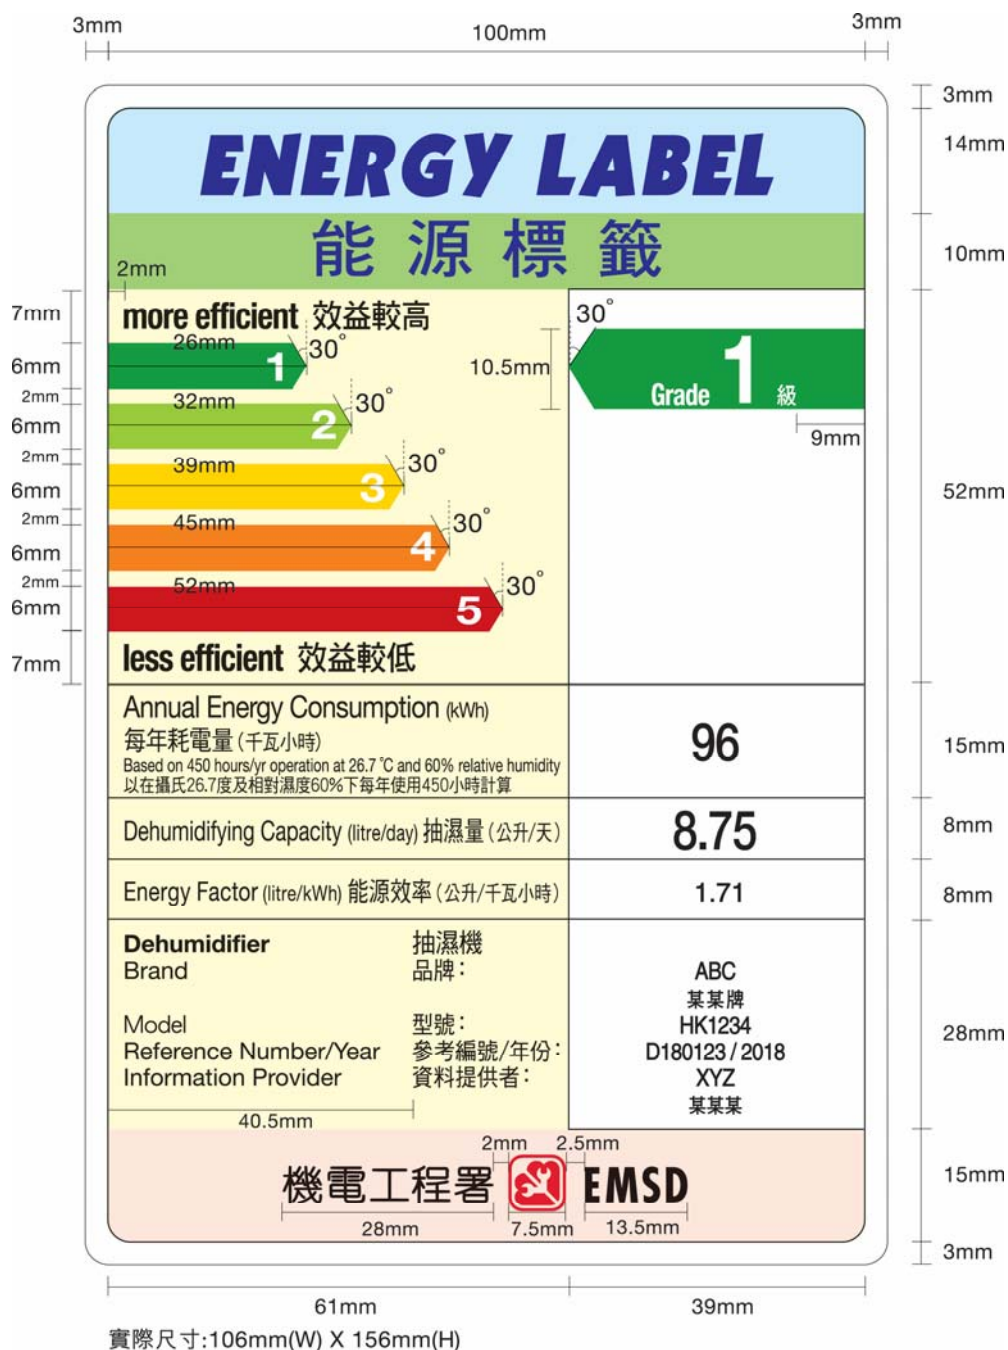 3mm 100mm 3mm
3mm
ENERGY LABEL
14mm
能源標籤
10mm
2mm
7mm
more efficient 效益較高
30°
26mm
1
30°
6mm
10.5mm
Grade 1 級
2mm
32mm
2
30°
6mm
9mm
2mm
39mm
3
30°
6mm
52mm
2mm
45mm
4
30°
6mm
2mm
52mm
5
30°
6mm
7mm
less efficient 效益較低
Annual Energy Consumption (kWh)
每年耗電量(千瓦小時)
Based on 450 hours/yr operation at 26.7 ℃ and 60% relative humidity
以在攝氏26.7度及相對濕度60%下每年使用450小時計算
96
15mm
Dehumidifying Capacity (litre/day) 抽濕量(公升/天)
8.75
8mm
Energy Factor (litre/kWh) 能源效率(公升/千瓦小時)
1.71
8mm
Dehumidifier 抽濕機
Brand 品牌: ABC
某某牌
Model 型號: HK1234
28mm
Reference Number/Year 參考編號/年份: D180123 / 2018
Information Provider 資料提供者: XYZ
某某某
40.5mm
2mm 2.5mm
機電工程署 EMSD
15mm
28mm 7.5mm 13.5mm
3mm
61mm 39mm
實際尺寸:106mm(W) X 156mm(H)